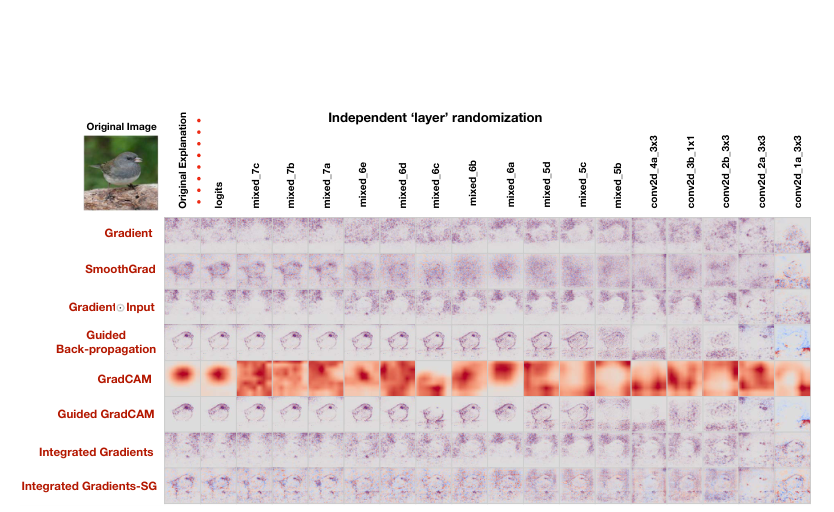 Independent ‘layer’ randomization
Original Image
Original Explanation
logits
mixed_7c
mixed_7b
mixed_7a
mixed_6e
mixed_6d
mixed_6c
mixed_6b
mixed_6a
mixed_5d
mixed_5c
mixed_5b
conv2d_4a_3x3
conv2d_3b_1x1
conv2d_2b_3x3
conv2d_2a_3x3
conv2d_1a_3x3
Gradient
SmoothGrad
Gradient⊙Input
Guided
Back-propagation
GradCAM
Guided GradCAM
Integrated Gradients
Integrated Gradients-SG